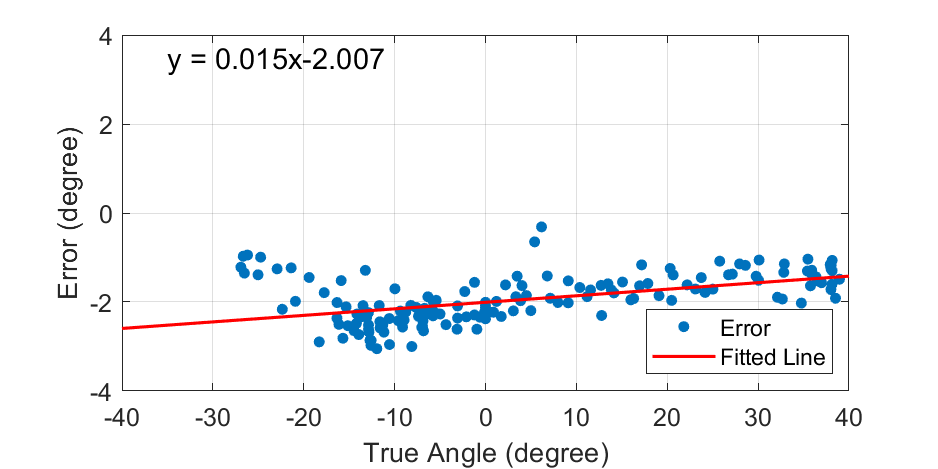 y = 0.015x-2.007
4
2
0
-2
-4
Error (degree)
-40 -30 -20 -10 0 10 20 30 40
True Angle (degree)
Error
Fitted Line